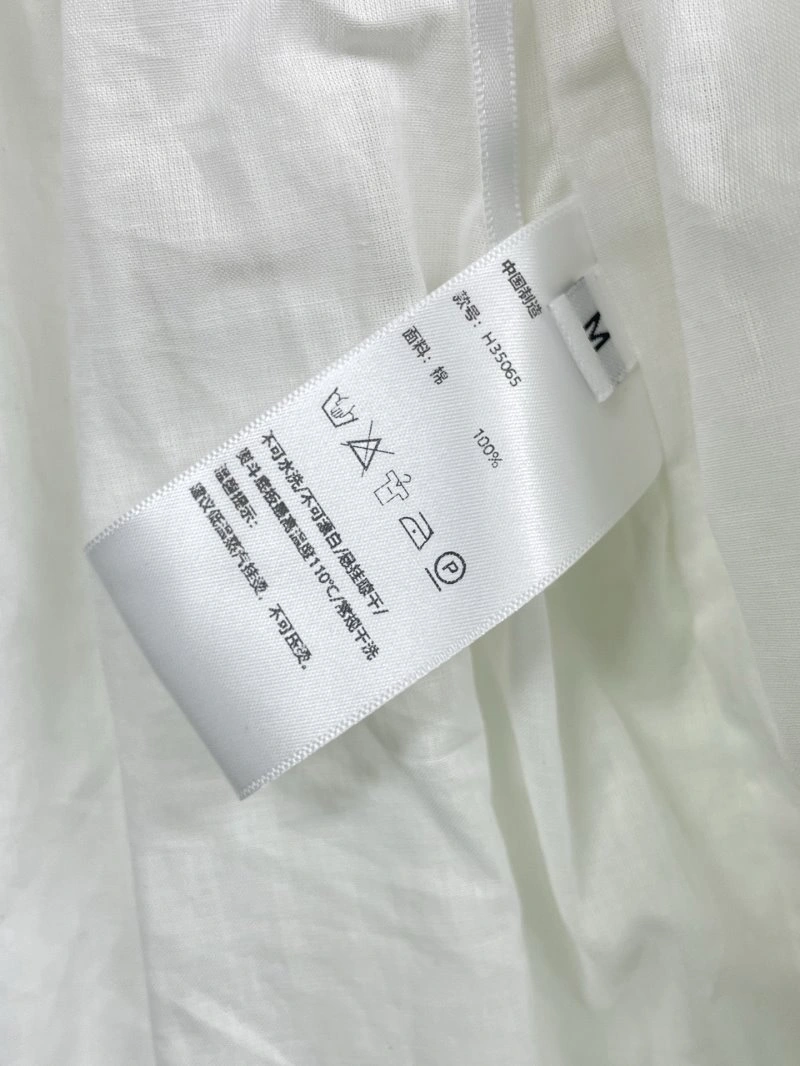 M
中国制造
款号：H35065
面料：棉 100%
P
不可水洗/不可漂白/悬挂晾干/
熨斗底板最高温度110℃/常规干洗
温馨提示：
建议低温蒸汽挂烫，不可压烫。